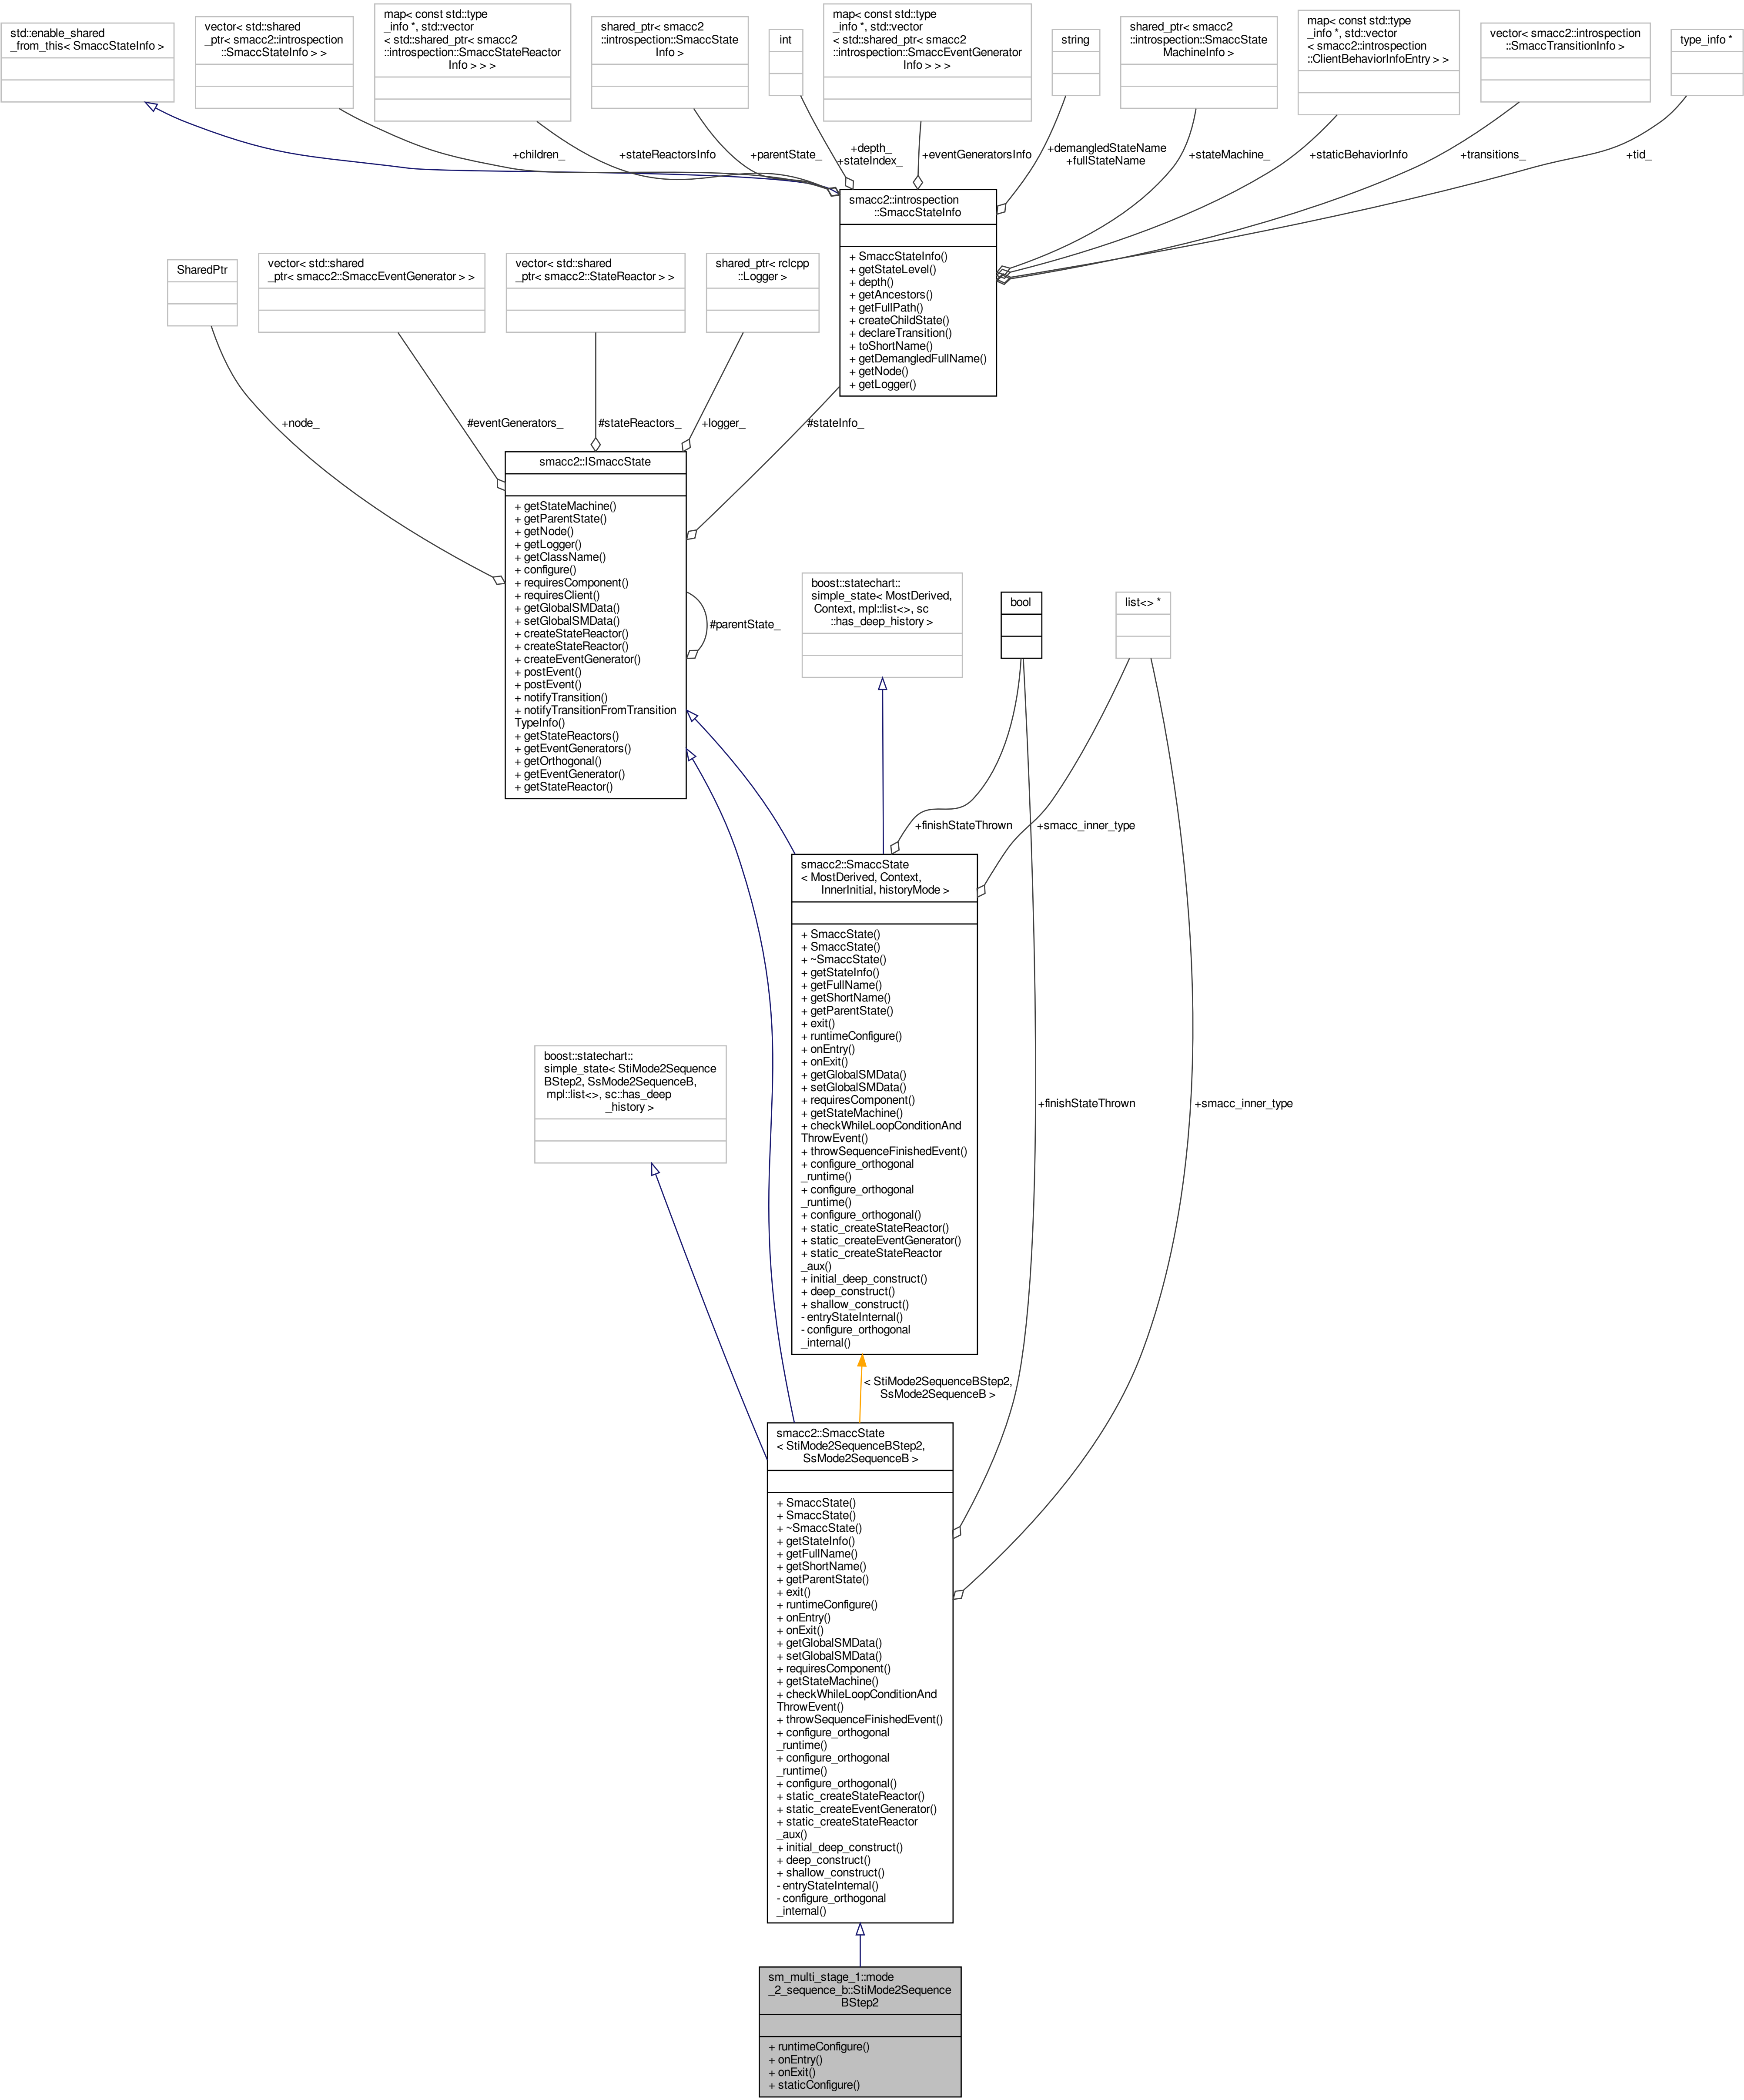 std::enable_shared
_from_this< SmaccStateInfo >
vector< std::shared
_ptr< smacc2::introspection
::SmaccStateInfo > >
map< const std::type
_info *, std::vector
< std::shared_ptr< smacc2
::introspection::SmaccStateReactor
Info > > >
shared_ptr< smacc2
::introspection::SmaccState
Info >
int
map< const std::type
_info *, std::vector
< std::shared_ptr< smacc2
::introspection::SmaccEventGenerator
Info > > >
string
shared_ptr< smacc2
::introspection::SmaccState
MachineInfo >
map< const std::type
_info *, std::vector
< smacc2::introspection
::ClientBehaviorInfoEntry > >
vector< smacc2::introspection
::SmaccTransitionInfo >
type_info *
+children_
+stateReactorsInfo
+parentState_
+depth_
+stateIndex_
+eventGeneratorsInfo
+demangledStateName
+fullStateName
+stateMachine_
+staticBehaviorInfo
+transitions_
+tid_
smacc2::introspection
::SmaccStateInfo
+ SmaccStateInfo()
+ getStateLevel()
+ depth()
+ getAncestors()
+ getFullPath()
+ createChildState()
+ declareTransition()
+ toShortName()
+ getDemangledFullName()
+ getNode()
+ getLogger()
SharedPtr
vector< std::shared
_ptr< smacc2::SmaccEventGenerator > >
vector< std::shared
_ptr< smacc2::StateReactor > >
shared_ptr< rclcpp
::Logger >
+node_
#eventGenerators_
#stateReactors_
+logger_
#stateInfo_
smacc2::ISmaccState
+ getStateMachine()
+ getParentState()
+ getNode()
+ getLogger()
+ getClassName()
+ configure()
+ requiresComponent()
+ requiresClient()
+ getGlobalSMData()
+ setGlobalSMData()
+ createStateReactor()
+ createStateReactor()
+ createEventGenerator()
+ postEvent()
+ postEvent()
+ notifyTransition()
+ notifyTransitionFromTransition
TypeInfo()
+ getStateReactors()
+ getEventGenerators()
+ getOrthogonal()
+ getEventGenerator()
+ getStateReactor()
#parentState_
boost::statechart::
simple_state< MostDerived,
Context, mpl::list<>, sc
::has_deep_history >
bool
list<> *
+finishStateThrown
+smacc_inner_type
smacc2::SmaccState
< MostDerived, Context,
InnerInitial, historyMode >
+ SmaccState()
+ SmaccState()
+ ~SmaccState()
+ getStateInfo()
+ getFullName()
+ getShortName()
+ getParentState()
+ exit()
+ runtimeConfigure()
+ onEntry()
+ onExit()
+ getGlobalSMData()
+ setGlobalSMData()
+ requiresComponent()
+ getStateMachine()
+ checkWhileLoopConditionAnd
ThrowEvent()
+ throwSequenceFinishedEvent()
+ configure_orthogonal
_runtime()
+ configure_orthogonal
_runtime()
+ configure_orthogonal()
+ static_createStateReactor()
+ static_createEventGenerator()
+ static_createStateReactor
_aux()
+ initial_deep_construct()
+ deep_construct()
+ shallow_construct()
- entryStateInternal()
- configure_orthogonal
_internal()
boost::statechart::
simple_state< StiMode2Sequence
BStep2, SsMode2SequenceB,
mpl::list<>, sc::has_deep
_history >
+finishStateThrown
+smacc_inner_type
< StiMode2SequenceBStep2,
SsMode2SequenceB >
smacc2::SmaccState
< StiMode2SequenceBStep2,
SsMode2SequenceB >
+ SmaccState()
+ SmaccState()
+ ~SmaccState()
+ getStateInfo()
+ getFullName()
+ getShortName()
+ getParentState()
+ exit()
+ runtimeConfigure()
+ onEntry()
+ onExit()
+ getGlobalSMData()
+ setGlobalSMData()
+ requiresComponent()
+ getStateMachine()
+ checkWhileLoopConditionAnd
ThrowEvent()
+ throwSequenceFinishedEvent()
+ configure_orthogonal
_runtime()
+ configure_orthogonal
_runtime()
+ configure_orthogonal()
+ static_createStateReactor()
+ static_createEventGenerator()
+ static_createStateReactor
_aux()
+ initial_deep_construct()
+ deep_construct()
+ shallow_construct()
- entryStateInternal()
- configure_orthogonal
_internal()
sm_multi_stage_1::mode
_2_sequence_b::StiMode2Sequence
BStep2
+ runtimeConfigure()
+ onEntry()
+ onExit()
+ staticConfigure()